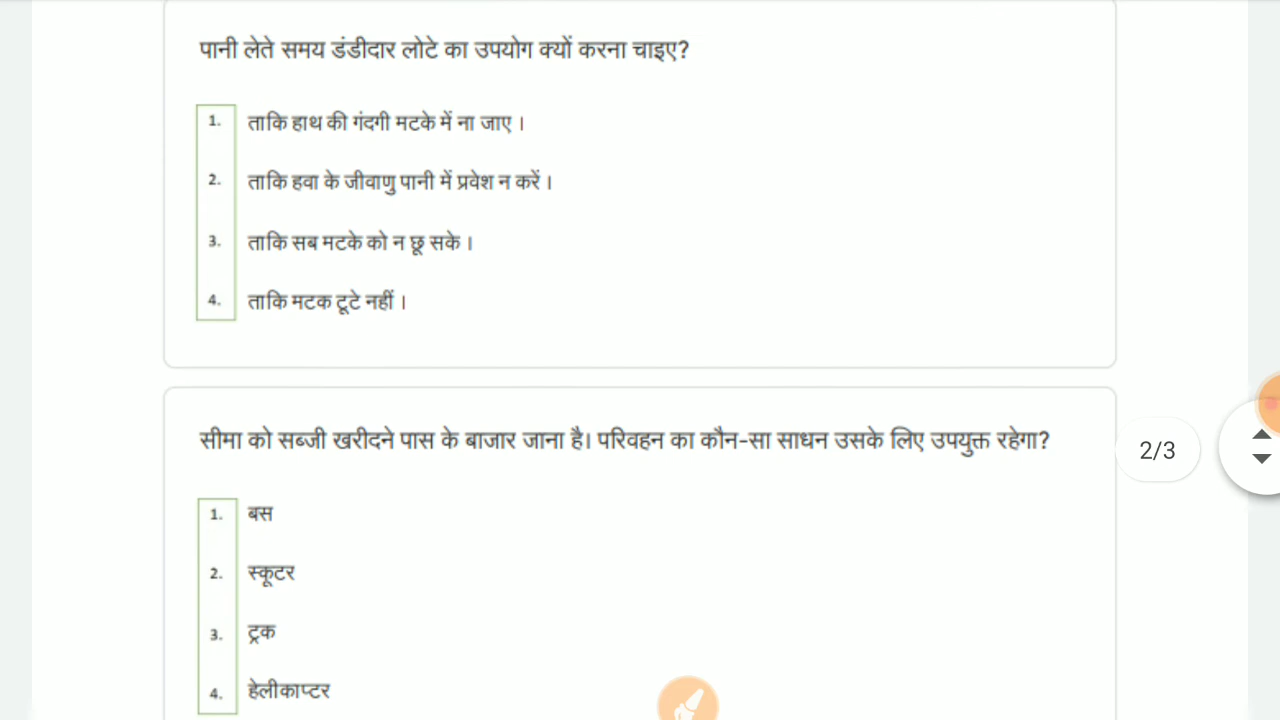 पानी लेते समय डंडीदार लोटे का उपयोग क्यों करना चाइए?
1. ताकि हाथ की गंदगी मटके में ना जाए ।
2. ताकि हवा के जीवाणु पानी में प्रवेश न करें ।
3. ताकि सब मटके को न छू सके ।
4. ताकि मटक टूटे नहीं ।
सीमा को सब्जी खरीदने पास के बाजार जाना है। परिवहन का कौन-सा साधन उसके लिए उपयुक्त रहेगा?
2/3
1. बस
2. स्कूटर
3. ट्रक
4. हेलीकाप्टर